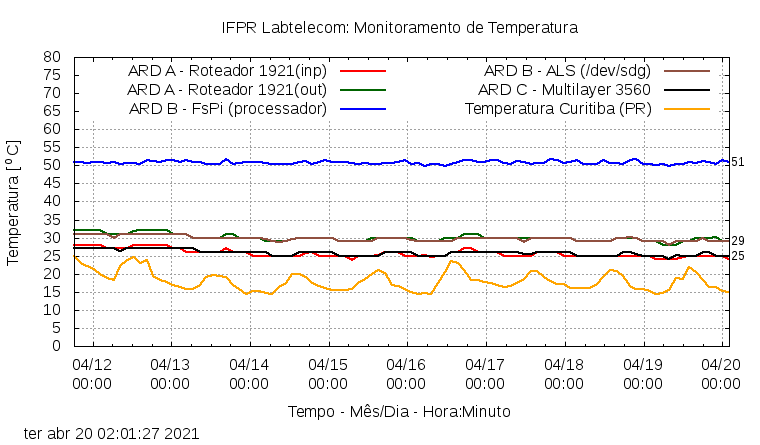 IFPR Labtelecom: Monitoramento de Temperatura
80
75
70
65
60
55
50
45
40
35
30
25
20
15
10
5
0
Temperatura [ºC]
ARD A - Roteador 1921(inp)
ARD A - Roteador 1921(out)
ARD B - FsPi (processador)
ARD B - ALS (/dev/sdg)
ARD C - Multilayer 3560
Temperatura Curitiba (PR)
51
29
25
04/12 04/13 04/14 04/15 04/16 04/17 04/18 04/19 04/20
00:00 00:00 00:00 00:00 00:00 00:00 00:00 00:00 00:00
Tempo - Mês/Dia - Hora:Minuto
ter abr 20 02:01:27 2021